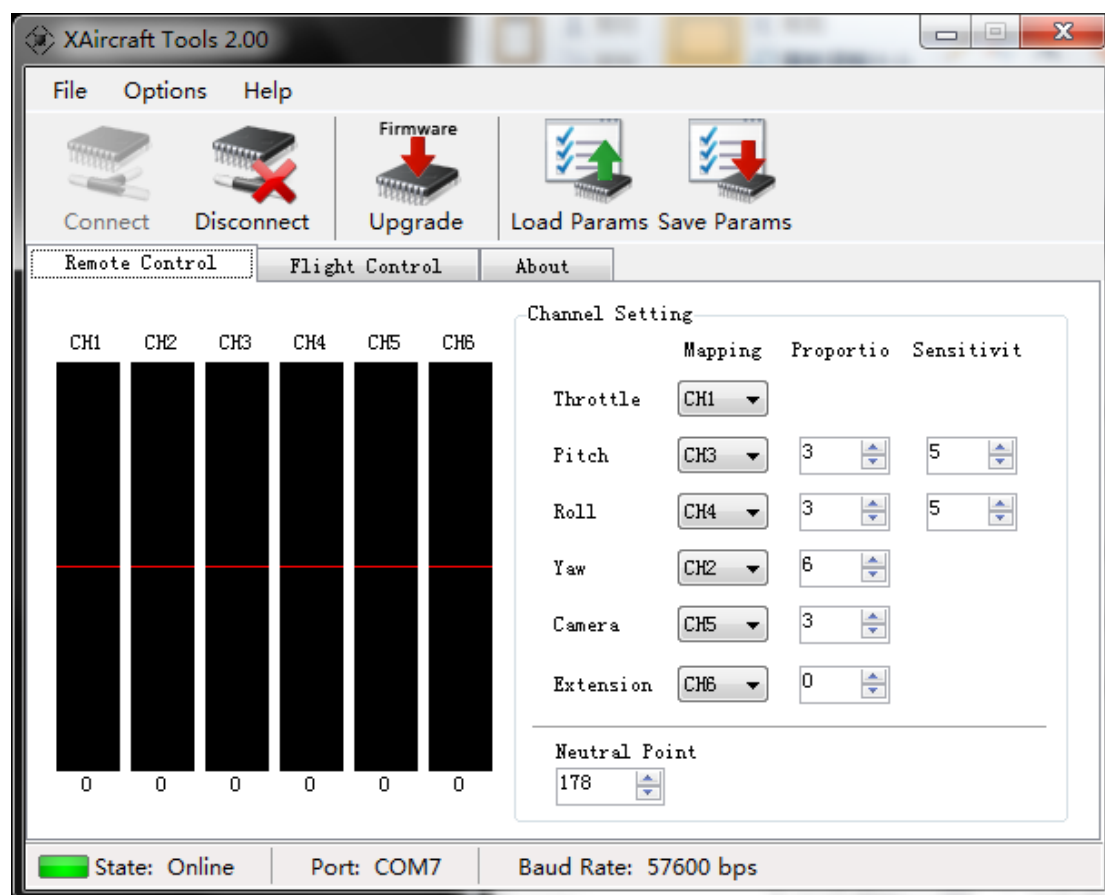 XAircraft Tools 2.00
File Options Help
Firmware
Connect Disconnect Upgrade Load Params Save Params
Remote Control Flight Control About
CH1 CH2 CH3 CH4 CH5 CH6
0 0 0 0 0 0
Channel Setting
Mapping Proportio Sensitivit
Throttle CH1
Pitch CH3 3 5
Roll CH4 3 5
Yaw CH2 6
Camera CH5 3
Extension CH6 0
Neutral Point
178
State: Online Port: COM7 Baud Rate: 57600 bps